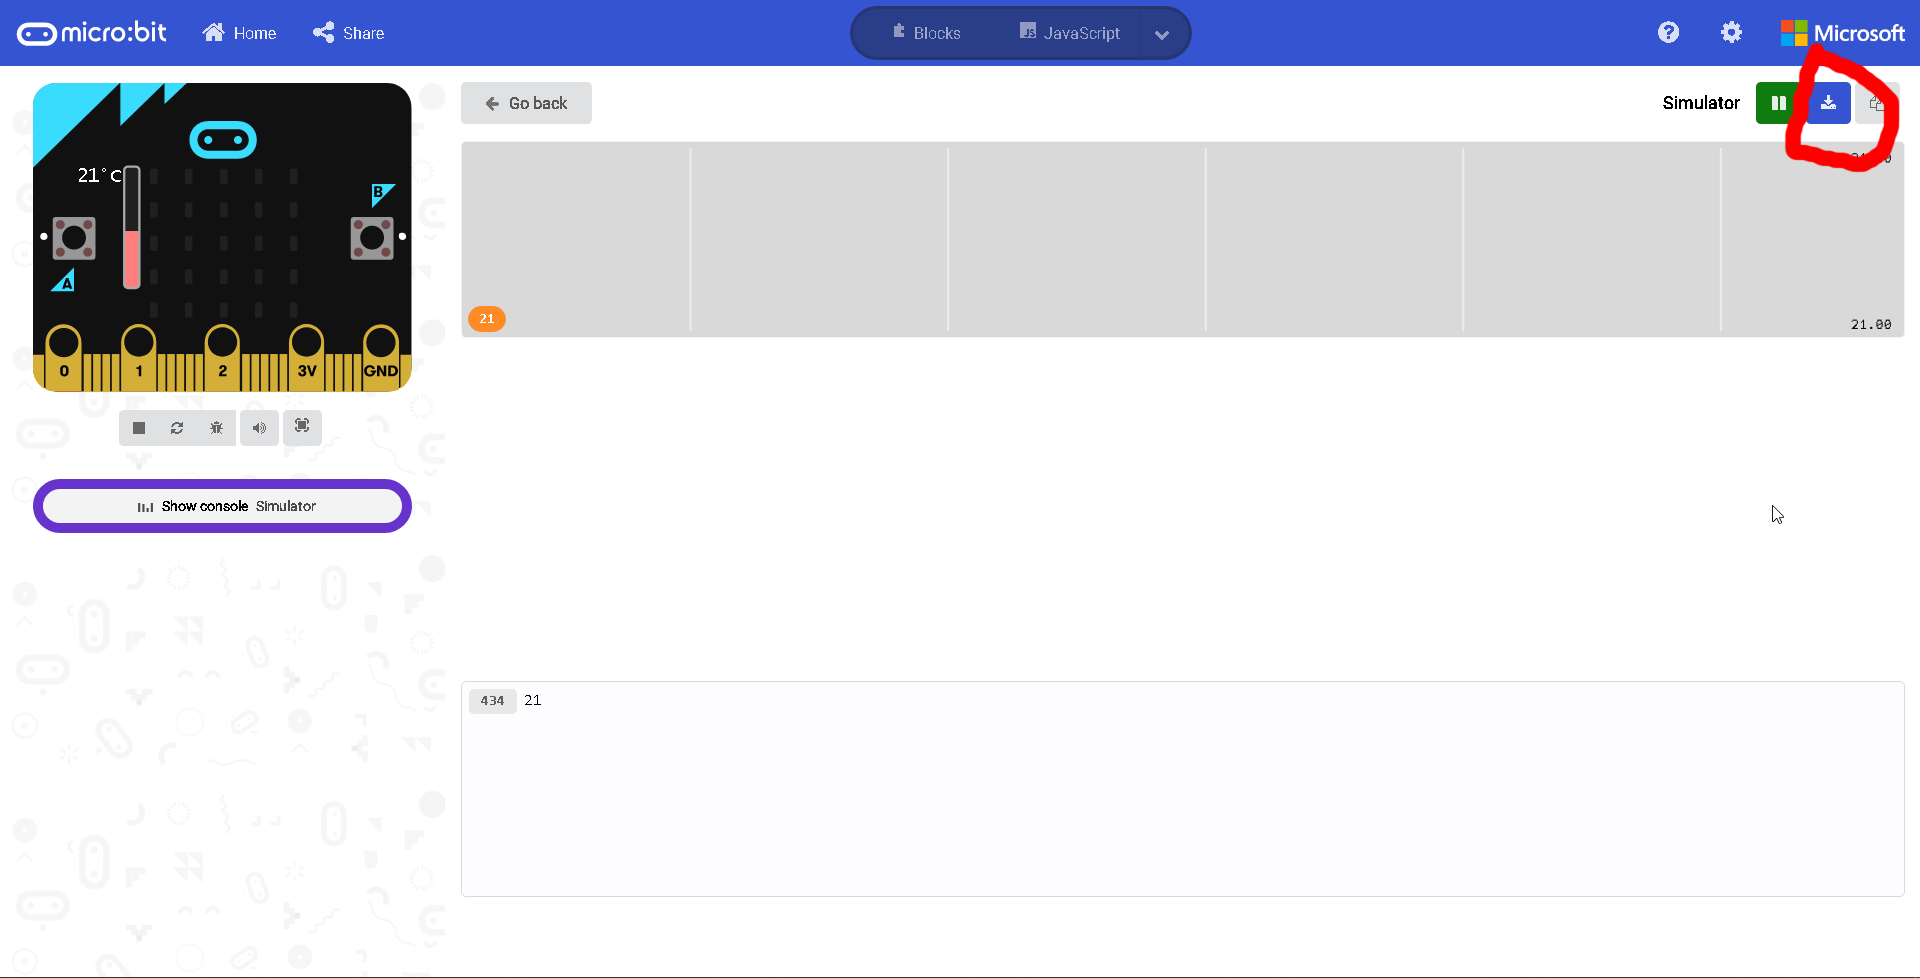 micro:bit Home Share Blocks JavaScript ? Microsoft
Go back Simulator
21°C
B
A
21
21.00
0 1 2 3V GND
Show console Simulator
434 21